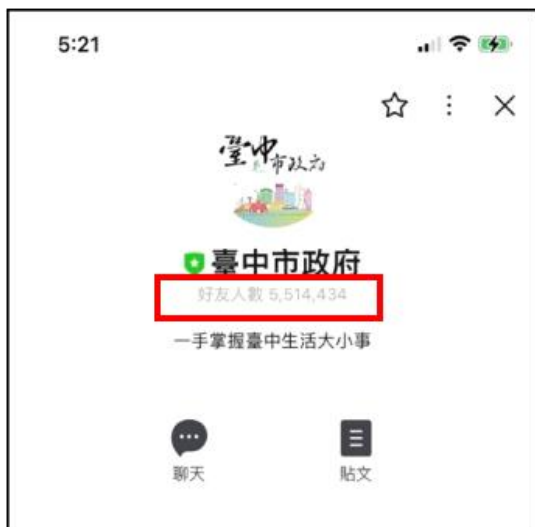 5:21
臺中市政府
臺中市政府
好友人數 5,514,434
一手掌握臺中生活大小事
聊天
貼文